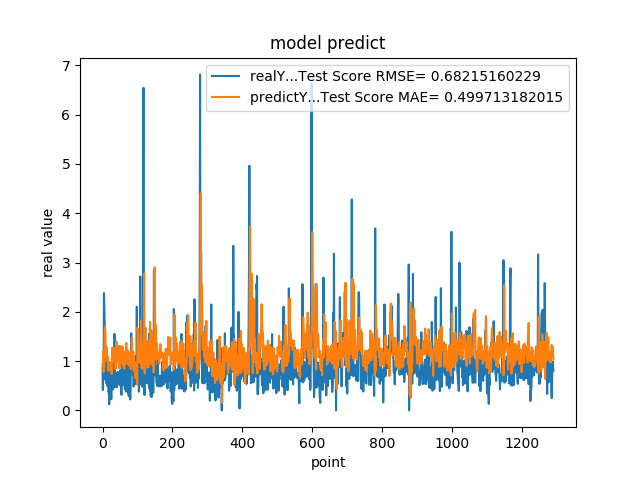 model predict
realY...Test Score RMSE= 0.68215160229
predictY...Test Score MAE= 0.499713182015
7
6
5
4
3
2
1
0
real value
0 200 400 600 800 1000 1200
point